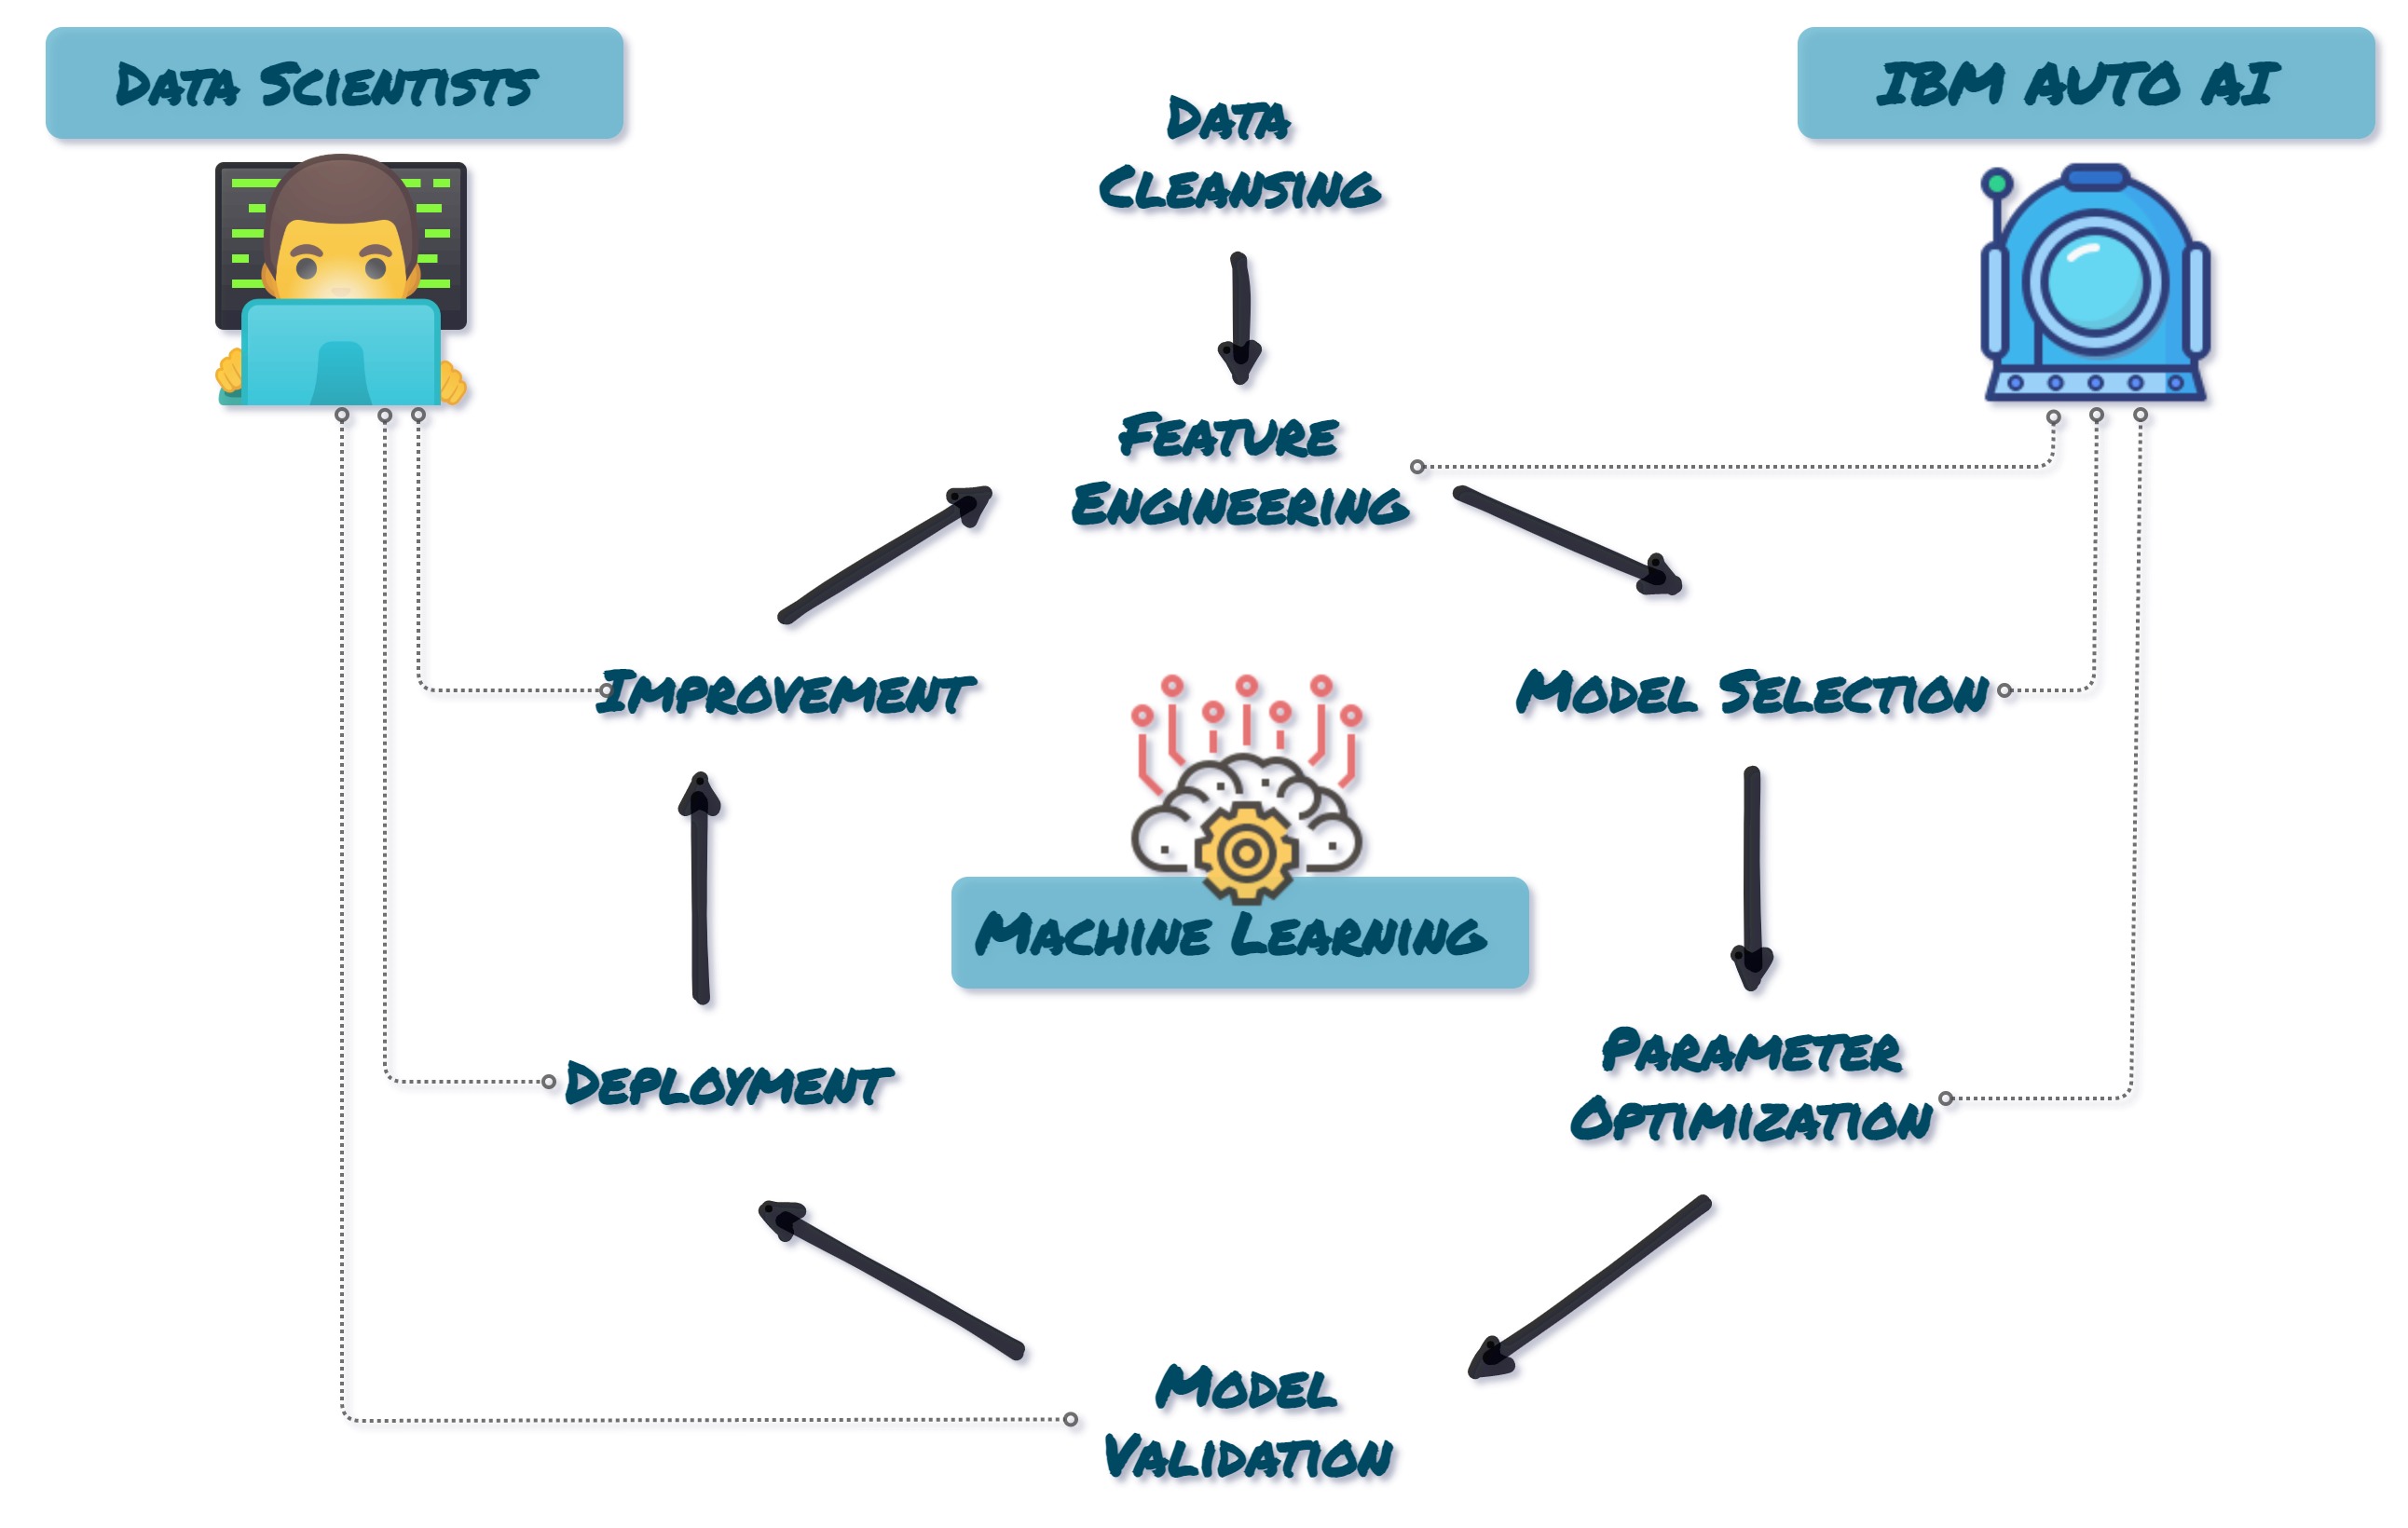 Data Scientists
IBM AUTO AI
Data
Cleansing
Feature
Engineering
Improvement
Model Selection
Machine Learning
Deployment
Parameter
Optimization
Model
Validation